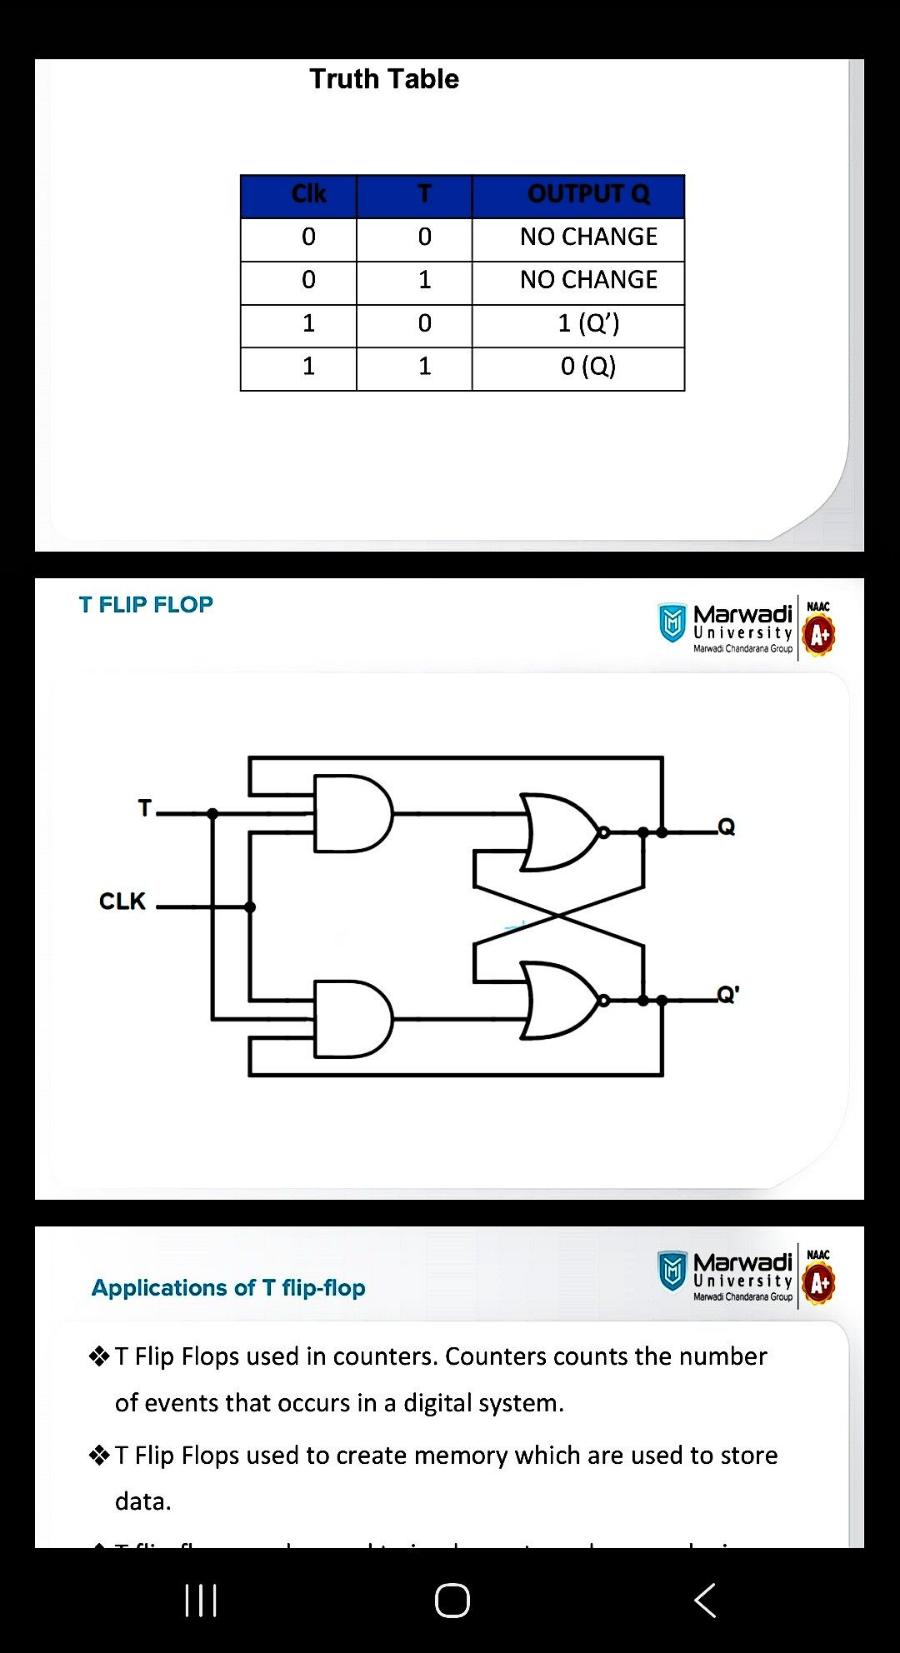 Truth Table
Clk T OUTPUT Q
0 0 NO CHANGE
0 1 NO CHANGE
1 0 1 (Q’)
1 1 0 (Q)
T FLIP FLOP
Marwadi
University
Marwadi Chandarana Group
NAAC
A+
T
Q
CLK
Q'
Applications of T flip-flop
Marwadi
University
Marwadi Chandarana Group
NAAC
A+
❖ T Flip Flops used in counters. Counters counts the number
of events that occurs in a digital system.
❖ T Flip Flops used to create memory which are used to store
data.